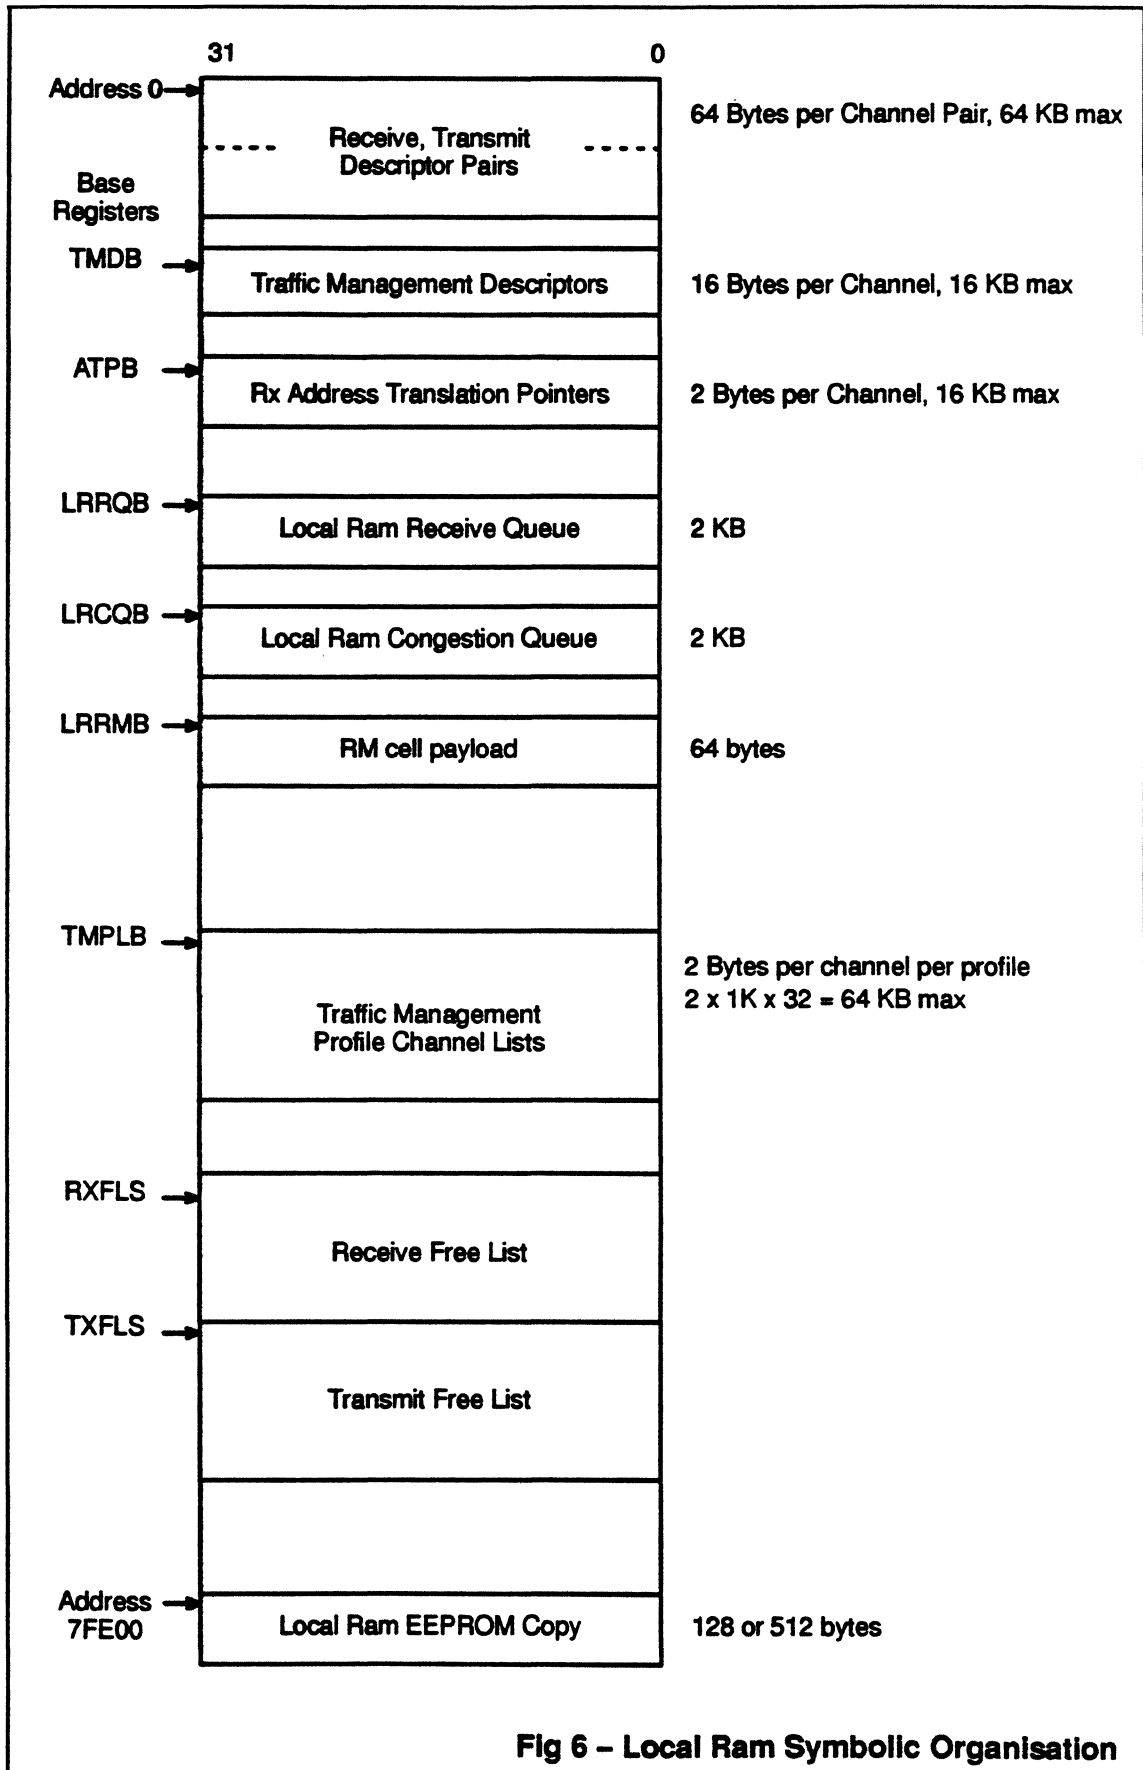 31 0
Address 0
Receive, Transmit
Descriptor Pairs
64 Bytes per Channel Pair, 64 KB max
Base
Registers
TMDB
Traffic Management Descriptors
16 Bytes per Channel, 16 KB max
ATPB
Rx Address Translation Pointers
2 Bytes per Channel, 16 KB max
LRRQB
Local Ram Receive Queue
2 KB
LRCQB
Local Ram Congestion Queue
2 KB
LRRMB
RM cell payload
64 bytes
TMPLB
Traffic Management
Profile Channel Lists
2 Bytes per channel per profile
2 x 1K x 32 = 64 KB max
RXFLS
Receive Free List
TXFLS
Transmit Free List
Address
7FE00
Local Ram EEPROM Copy
128 or 512 bytes
Fig 6 – Local Ram Symbolic Organisation